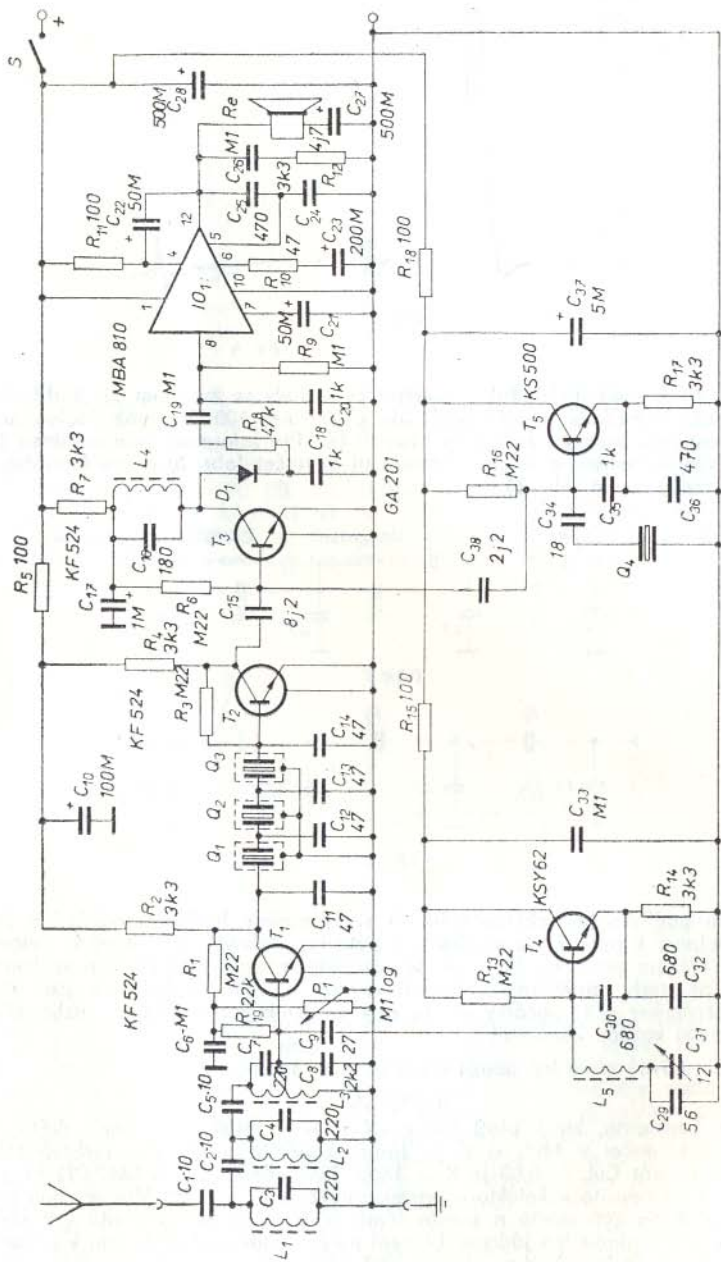 S
+
R5 100
R7 3k3
MBA 810
R11 100
C22
50M
500M
C28
+
KF 524
C17
1M
+
L4
C16
180
C19 M1
1
4
12
8
IO1
5
6
10
7
C25
470
C26
M1
3k3
Re
R12
4j7
C27
+
500M
C24
R10
47
C23
+
200M
50M
+
C21
R9
M1
C20
1k
R8
47k
C18
1k
D1
GA 201
T3
R6
M22
C15
8j2
R4
3k3
R3 M22
T2
KF 524
C10
+
100M
Q1
Q2
Q3
C11
47
C12
47
C13
47
C14
47
R2
3k3
KF 524
R1
M22
T1
C6-M1
R19
22k
P1
M1 log
C7
220
C9
27
C8
2k2
C5-10
C2-10
C1-10
C4
220
L3
L2
C3
220
L1
R18 100
R15 100
C37
+
5M
KS 500
T5
R17
3k3
R16
M22
C34
18
C35
1k
C36
470
Q4
C38
2j2
C33
M1
KSY 62
T4
R14
3k3
R13
M22
C30
680
C32
680
L5
C31
12
C29
56